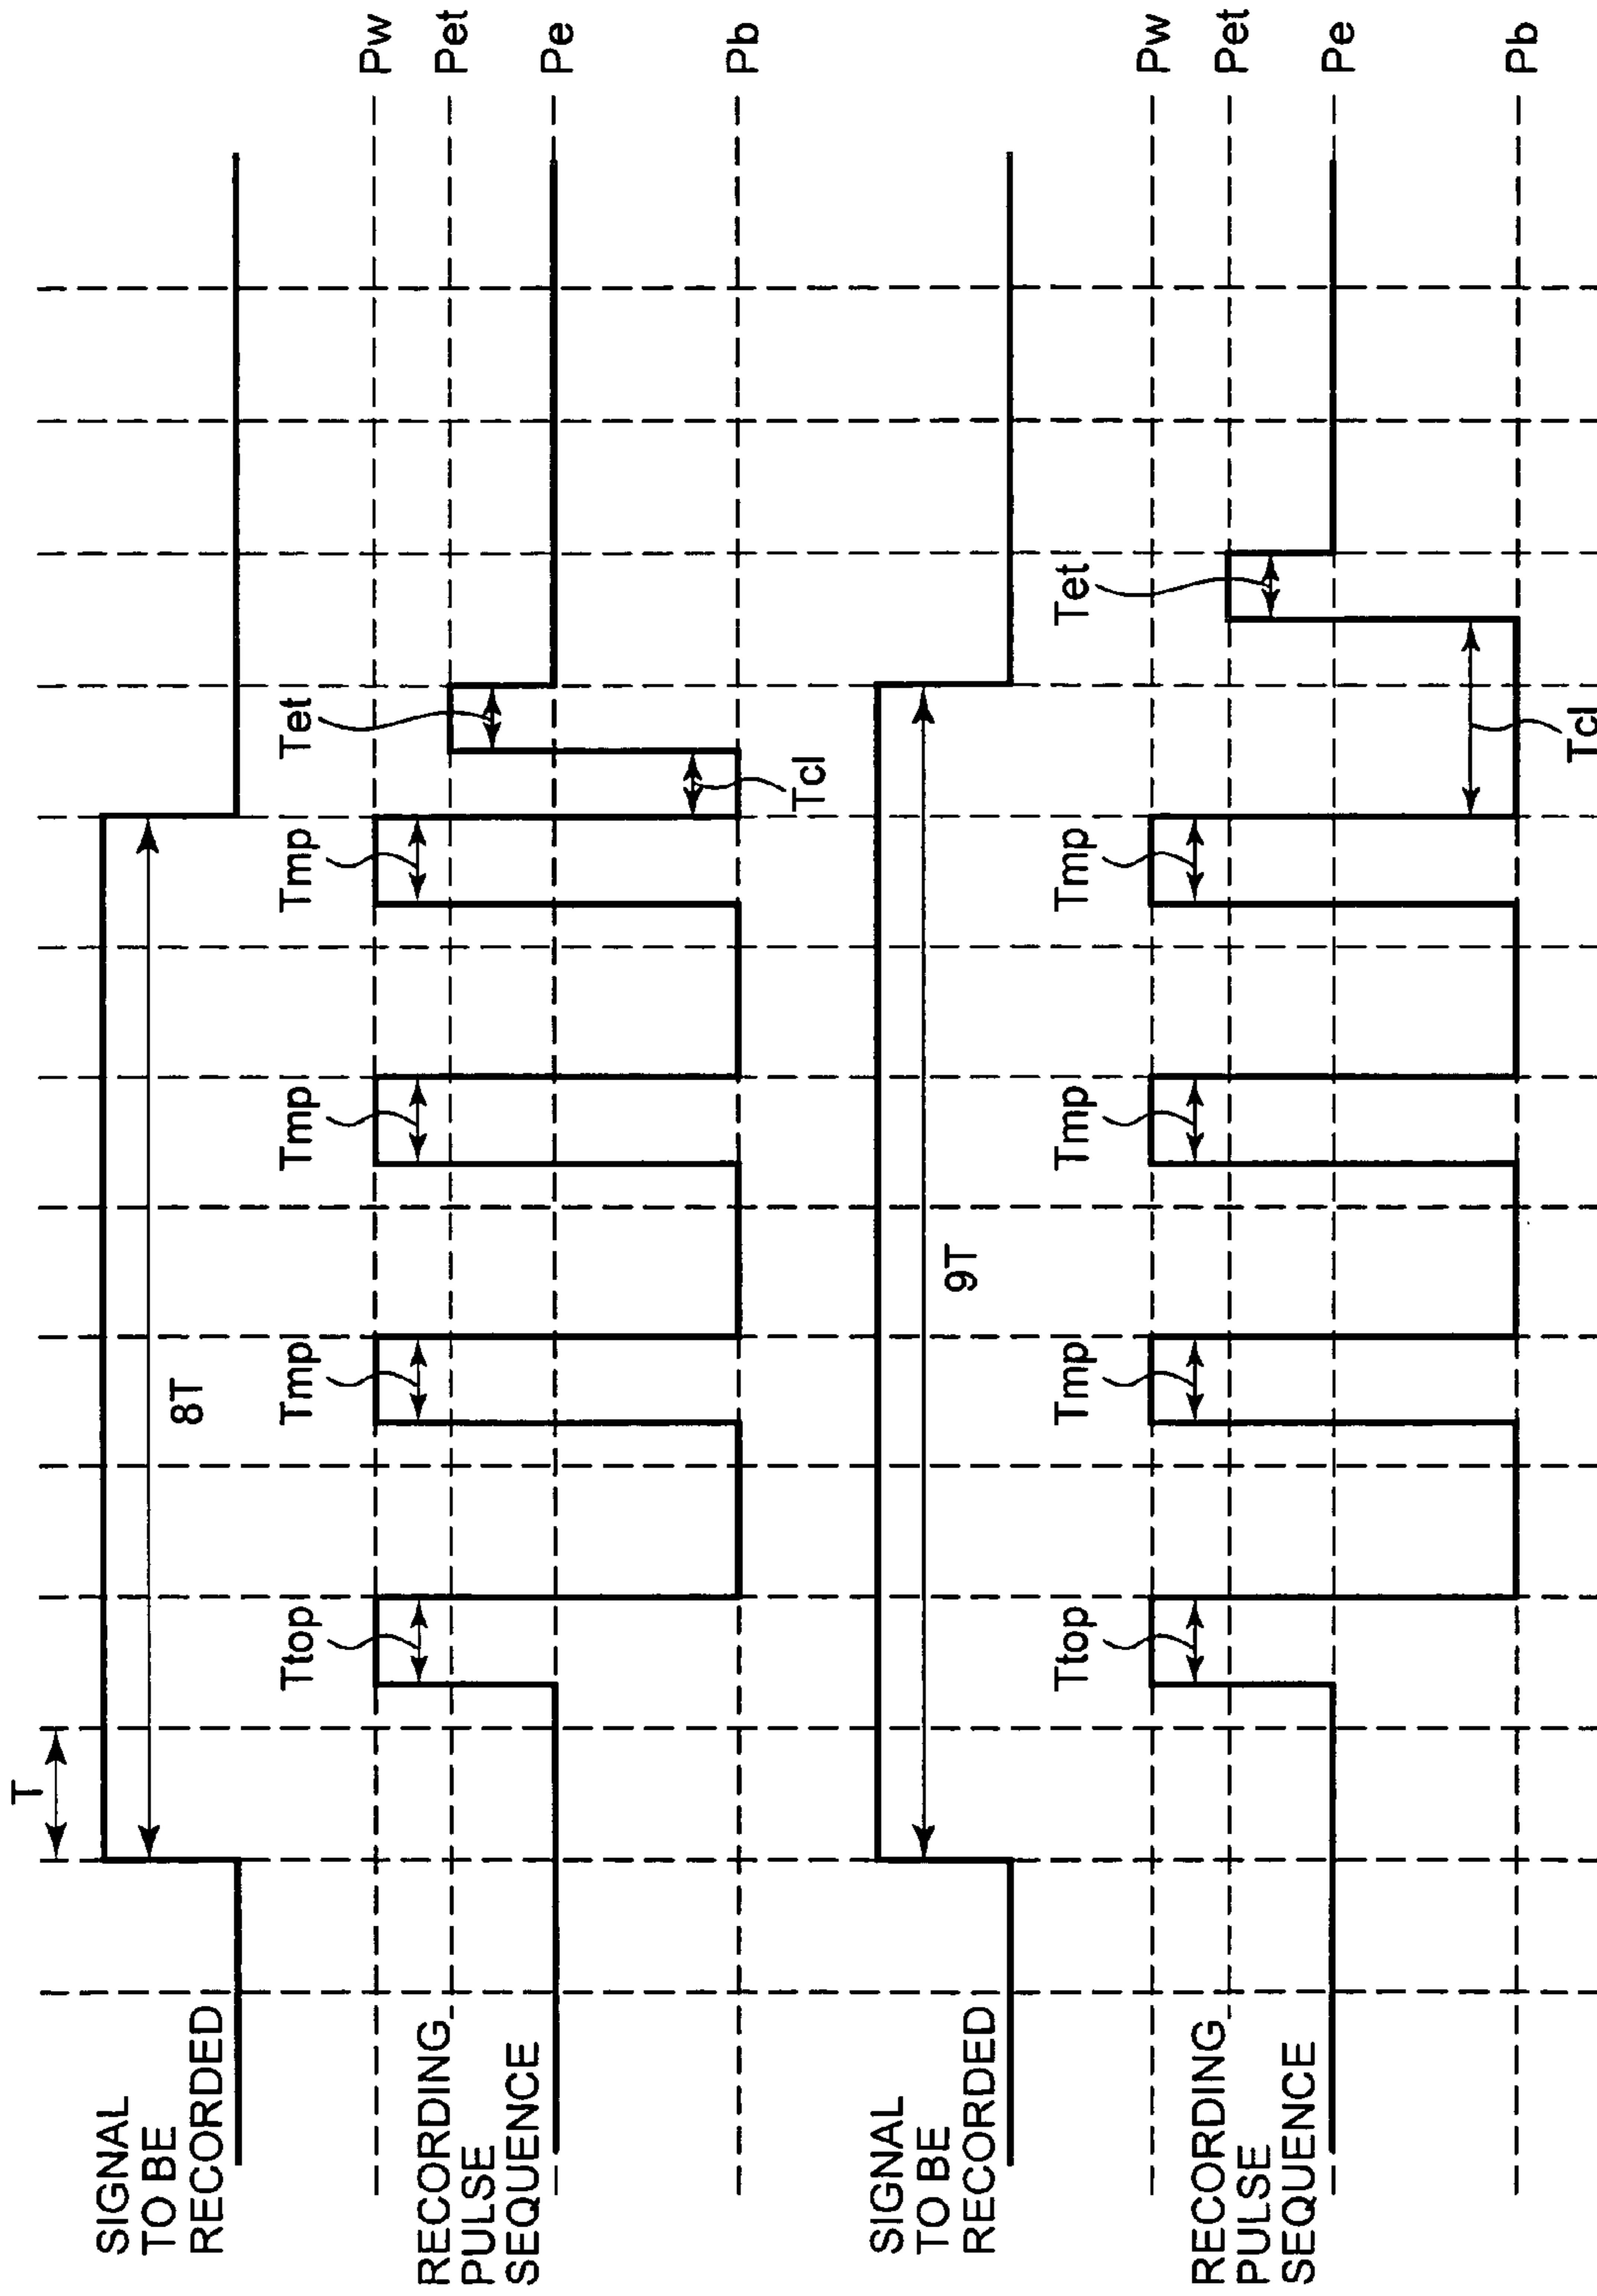 T
SIGNAL
TO BE
RECORDED
8T
RECORDING
PULSE
SEQUENCE
Ttop
Tmp
Tmp
Tmp
Tet
Tcl
Pw
Pet
Pe
Pb
SIGNAL
TO BE
RECORDED
9T
RECORDING
PULSE
SEQUENCE
Ttop
Tmp
Tmp
Tmp
Tet
Tcl
Pw
Pet
Pe
Pb